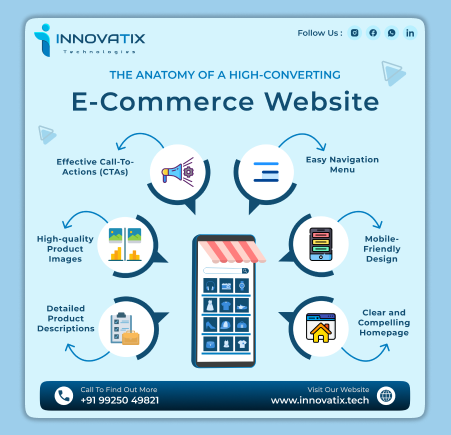 INNOVATIX
Technologies
Follow Us :
THE ANATOMY OF A HIGH-CONVERTING
E-Commerce Website
Effective Call-To-
Actions (CTAs)
Easy Navigation
Menu
High-quality
Product
Images
Mobile-
Friendly
Design
Detailed
Product
Descriptions
Clear and
Compelling
Homepage
Call To Find Out More
+91 99250 49821
Visit Our Website
www.innovatix.tech